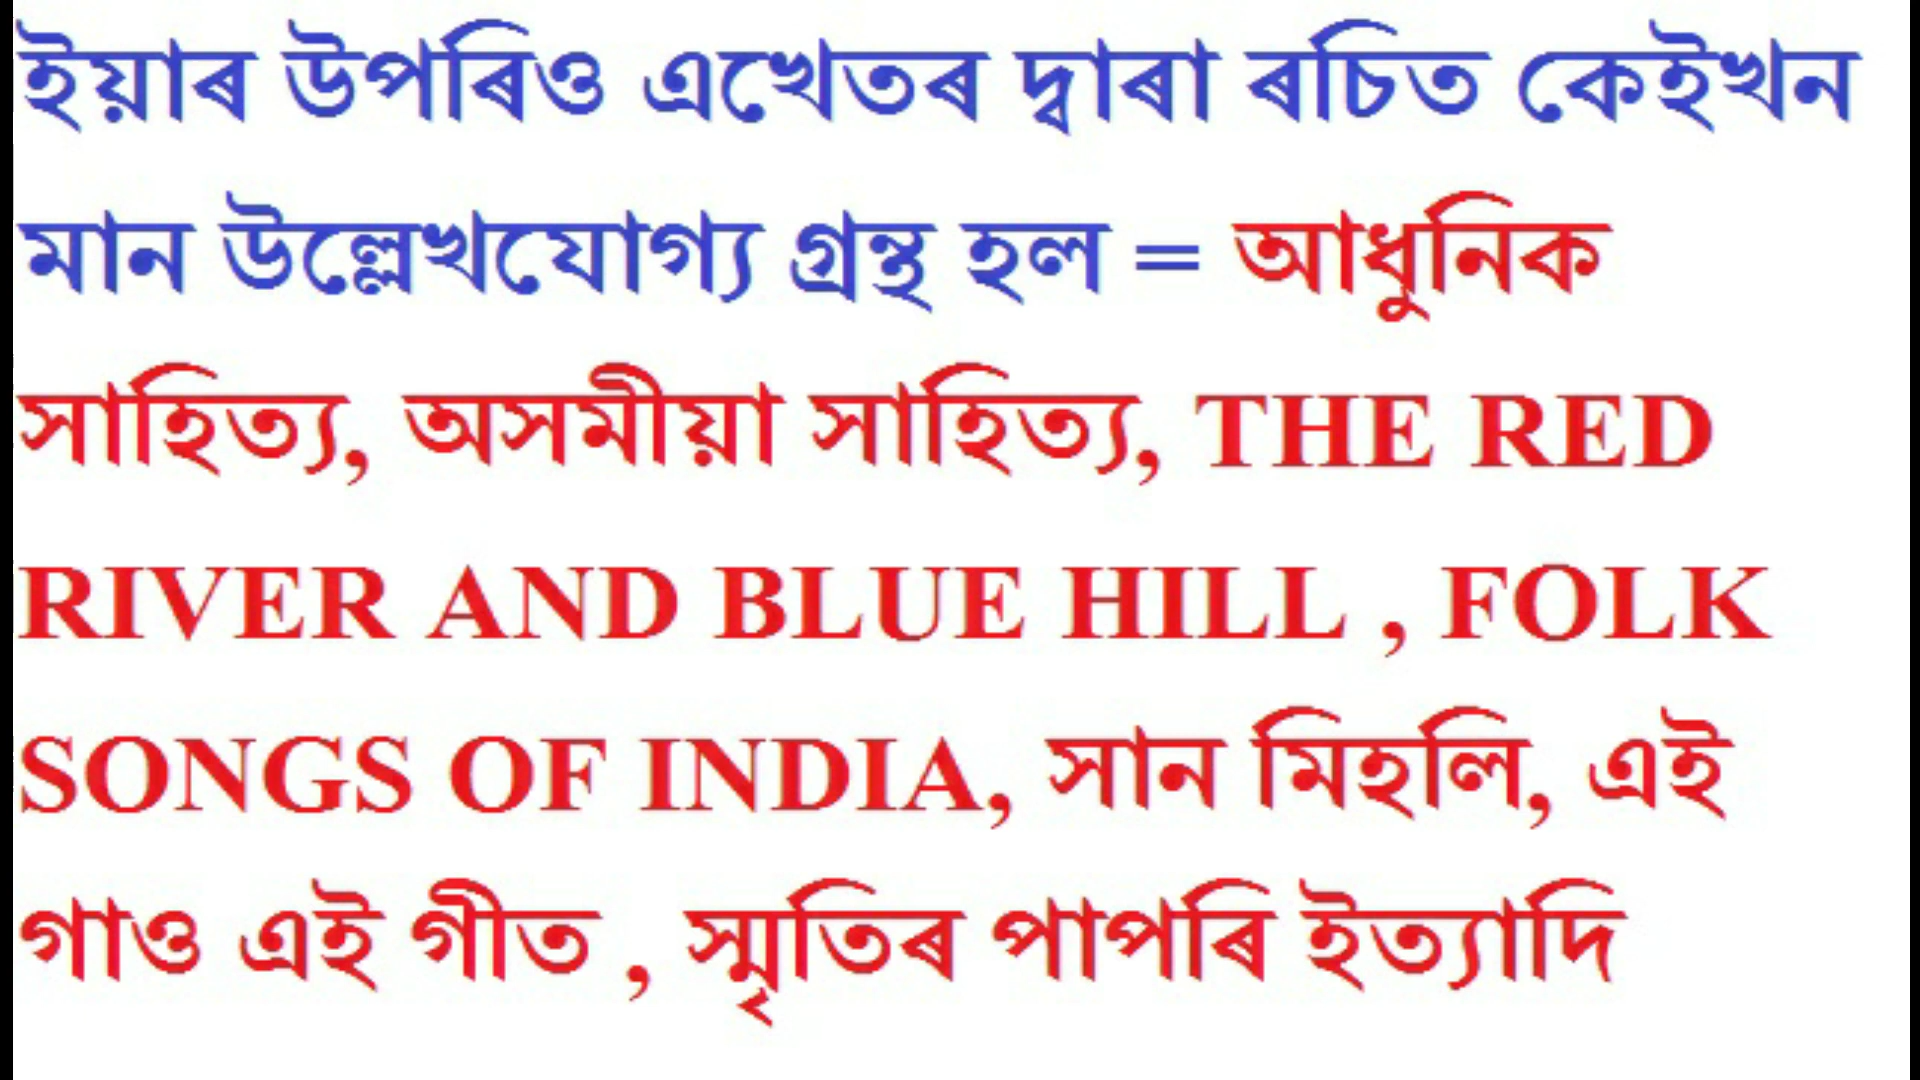 ইয়াৰ উপৰিও এখেতৰ দ্বাৰা ৰচিত কেইখন
মান উল্লেখযোগ্য গ্ৰন্থ হল = আধুনিক
সাহিত্য, অসমীয়া সাহিত্য, THE RED
RIVER AND BLUE HILL , FOLK
SONGS OF INDIA, সান মিহলি, এই
গাও এই গীত , স্মৃতিৰ পাপৰি ইত্যাদি